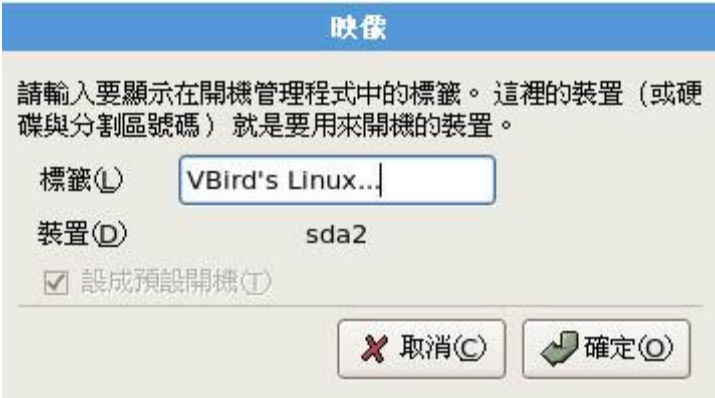 映像
請輸入要顯示在開機管理程式中的標籤。 這裡的裝置（或硬
碟與分割區號碼）就是要用來開機的裝置。
標籤(L) VBird's Linux...
裝置(D) sda2
設成預設開機(T)
取消(C) 確定(O)